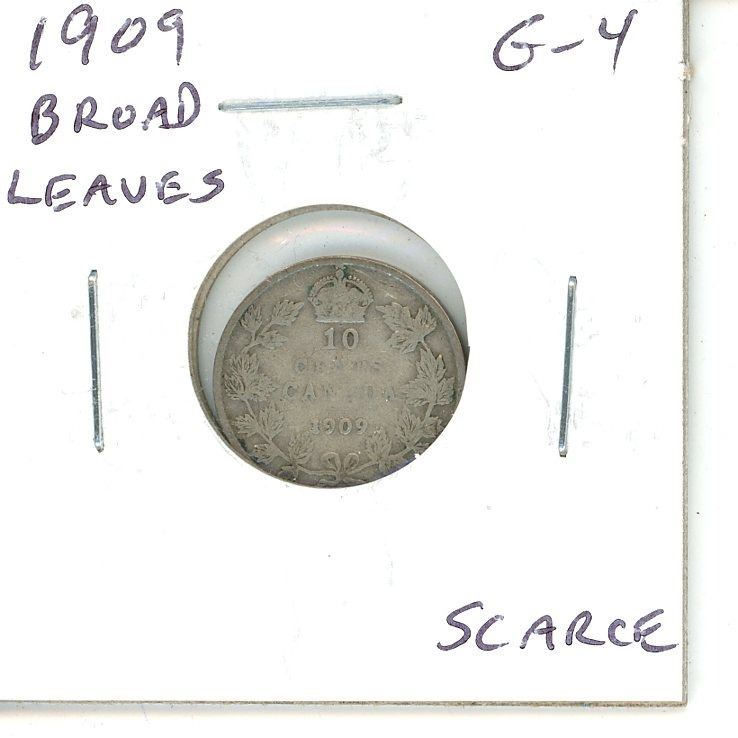 1909
G-4
BROAD
LEAVES
10
CENTS
CANADA
1909
SCARCE